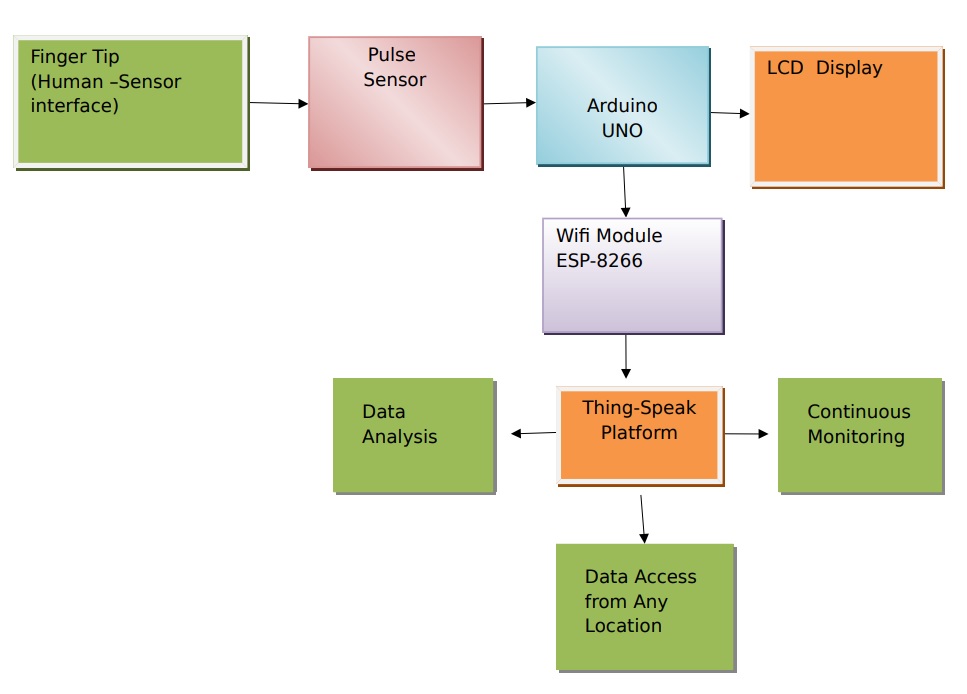 Finger Tip
(Human –Sensor
interface)
Pulse
Sensor
Arduino
UNO
LCD  Display
Wifi Module
ESP-8266
Data
Analysis
Thing-Speak
Platform
Continuous
Monitoring
Data Access
from Any
Location